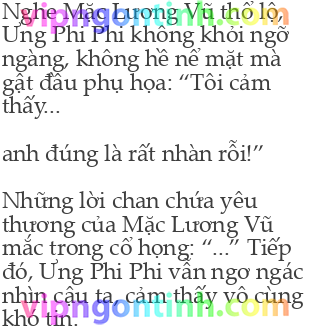 Nghe Mặc Lương Vũ thổ lộ,
vipngontinh.com
Ưng Phi Phi không khỏi ngỡ
ngàng, không hề nể mặt mà
gật đầu phụ họa: “Tôi cảm
thấy...
anh đúng là rất nhàn rỗi!”
Những lời chan chứa yêu
thương của Mặc Lương Vũ
mắc trong cổ họng: “...” Tiếp
đó, Ưng Phi Phi vẫn ngơ ngác
nhìn cậu ta, cảm thấy vô cùng
vipngontinh.com
khó tin.